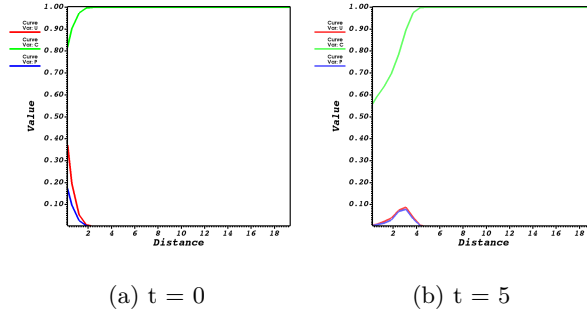 1.00
0.90
0.80
0.70
0.60
0.50
0.40
0.30
0.20
0.10
Value
Curve
Var: U
Curve
Var: C
Curve
Var: P
2 4 6 8 10 12 14 16 18
Distance
(a) t = 0
1.00
0.90
0.80
0.70
0.60
0.50
0.40
0.30
0.20
0.10
Value
Curve
Var: U
Curve
Var: C
Curve
Var: P
2 4 6 8 10 12 14 16 18
Distance
(b) t = 5